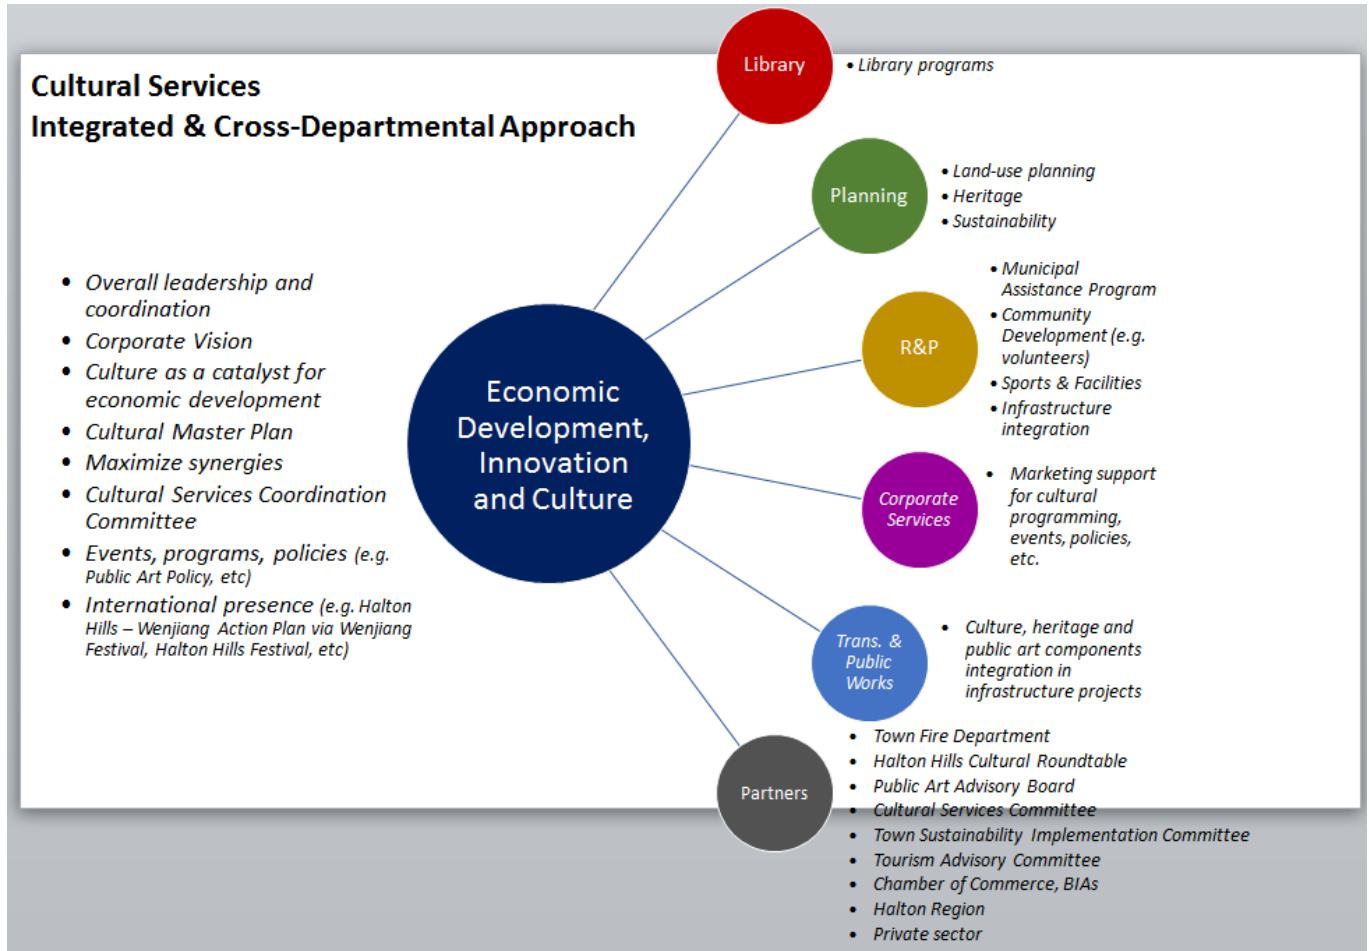 Cultural Services
Integrated & Cross-Departmental Approach
• Overall leadership and
coordination
• Corporate Vision
• Culture as a catalyst for
economic development
• Cultural Master Plan
• Maximize synergies
• Cultural Services Coordination
Committee
• Events, programs, policies (e.g.
Public Art Policy, etc)
• International presence (e.g. Halton
Hills – Wenjiang Action Plan via Wenjiang
Festival, Halton Hills Festival, etc)
Economic
Development,
Innovation
and Culture
Library
• Library programs
Planning
• Land-use planning
• Heritage
• Sustainability
R&P
• Municipal
Assistance Program
• Community
Development (e.g.
volunteers)
• Sports & Facilities
• Infrastructure
integration
Corporate
Services
• Marketing support
for cultural
programming,
events, policies,
etc.
Trans. &
Public
Works
• Culture, heritage and
public art components
integration in
infrastructure projects
Partners
• Town Fire Department
• Halton Hills Cultural Roundtable
• Public Art Advisory Board
• Cultural Services Committee
• Town Sustainability Implementation Committee
• Tourism Advisory Committee
• Chamber of Commerce, BIAs
• Halton Region
• Private sector